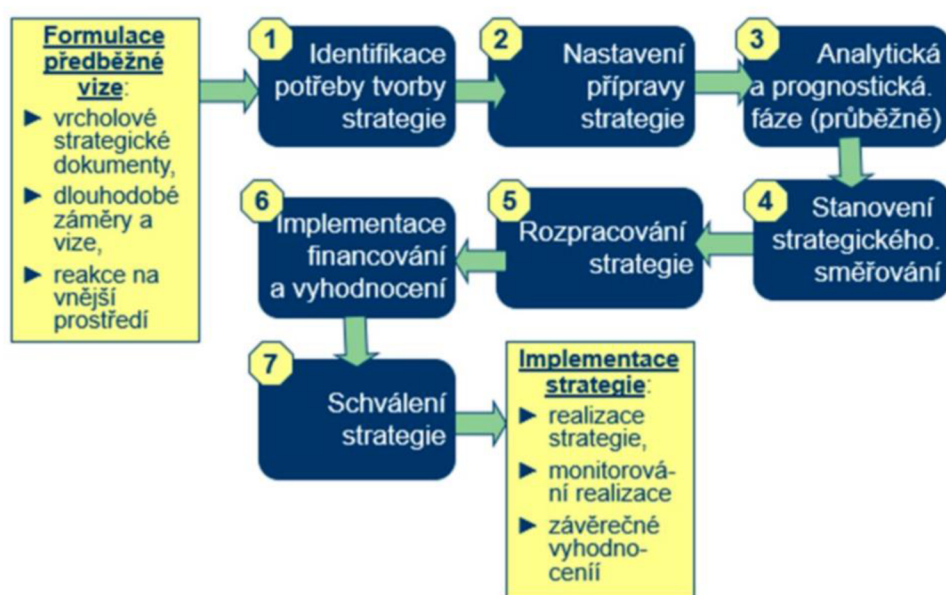 Formulace
předběžné
vize:
► vrcholové
strategické
dokumenty,
► dlouhodobé
záměry a
vize,
► reakce na
vnější
prostředí
1
Identifikace
potřeby tvorby
strategie
2
Nastavení
přípravy
strategie
3
Analytická
a prognostická.
fáze (průběžně)
4
Stanovení
strategického.
směřování
5
Rozpracování
strategie
6
Implementace
financování
a vyhodnocení
7
Schválení
strategie
Implementace
strategie:
► realizace
strategie,
► monitorová-
ní realizace
► závěrečné
vyhodno-
ceníí